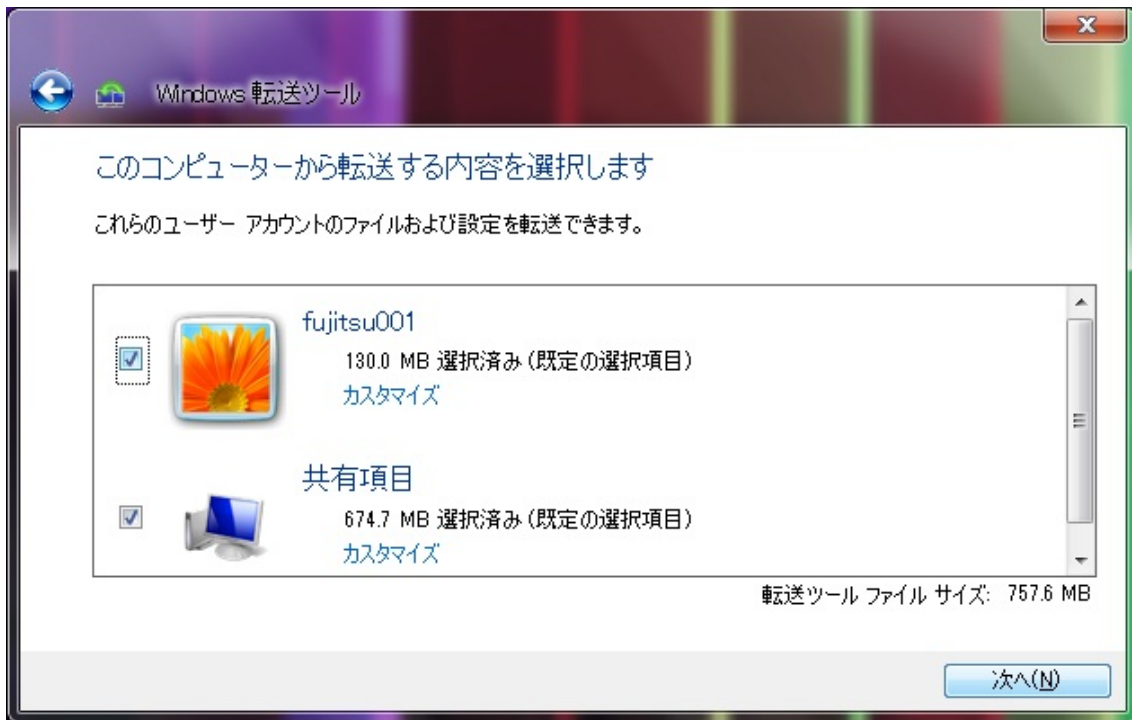 Windows 転送ツール
このコンピューターから転送する内容を選択します
これらのユーザー アカウントのファイルおよび設定を転送できます。
fujitsu001
130.0 MB 選択済み (既定の選択項目)
カスタマイズ
共有項目
674.7 MB 選択済み (既定の選択項目)
カスタマイズ
転送ツール ファイル サイズ: 757.6 MB
次へ(N)